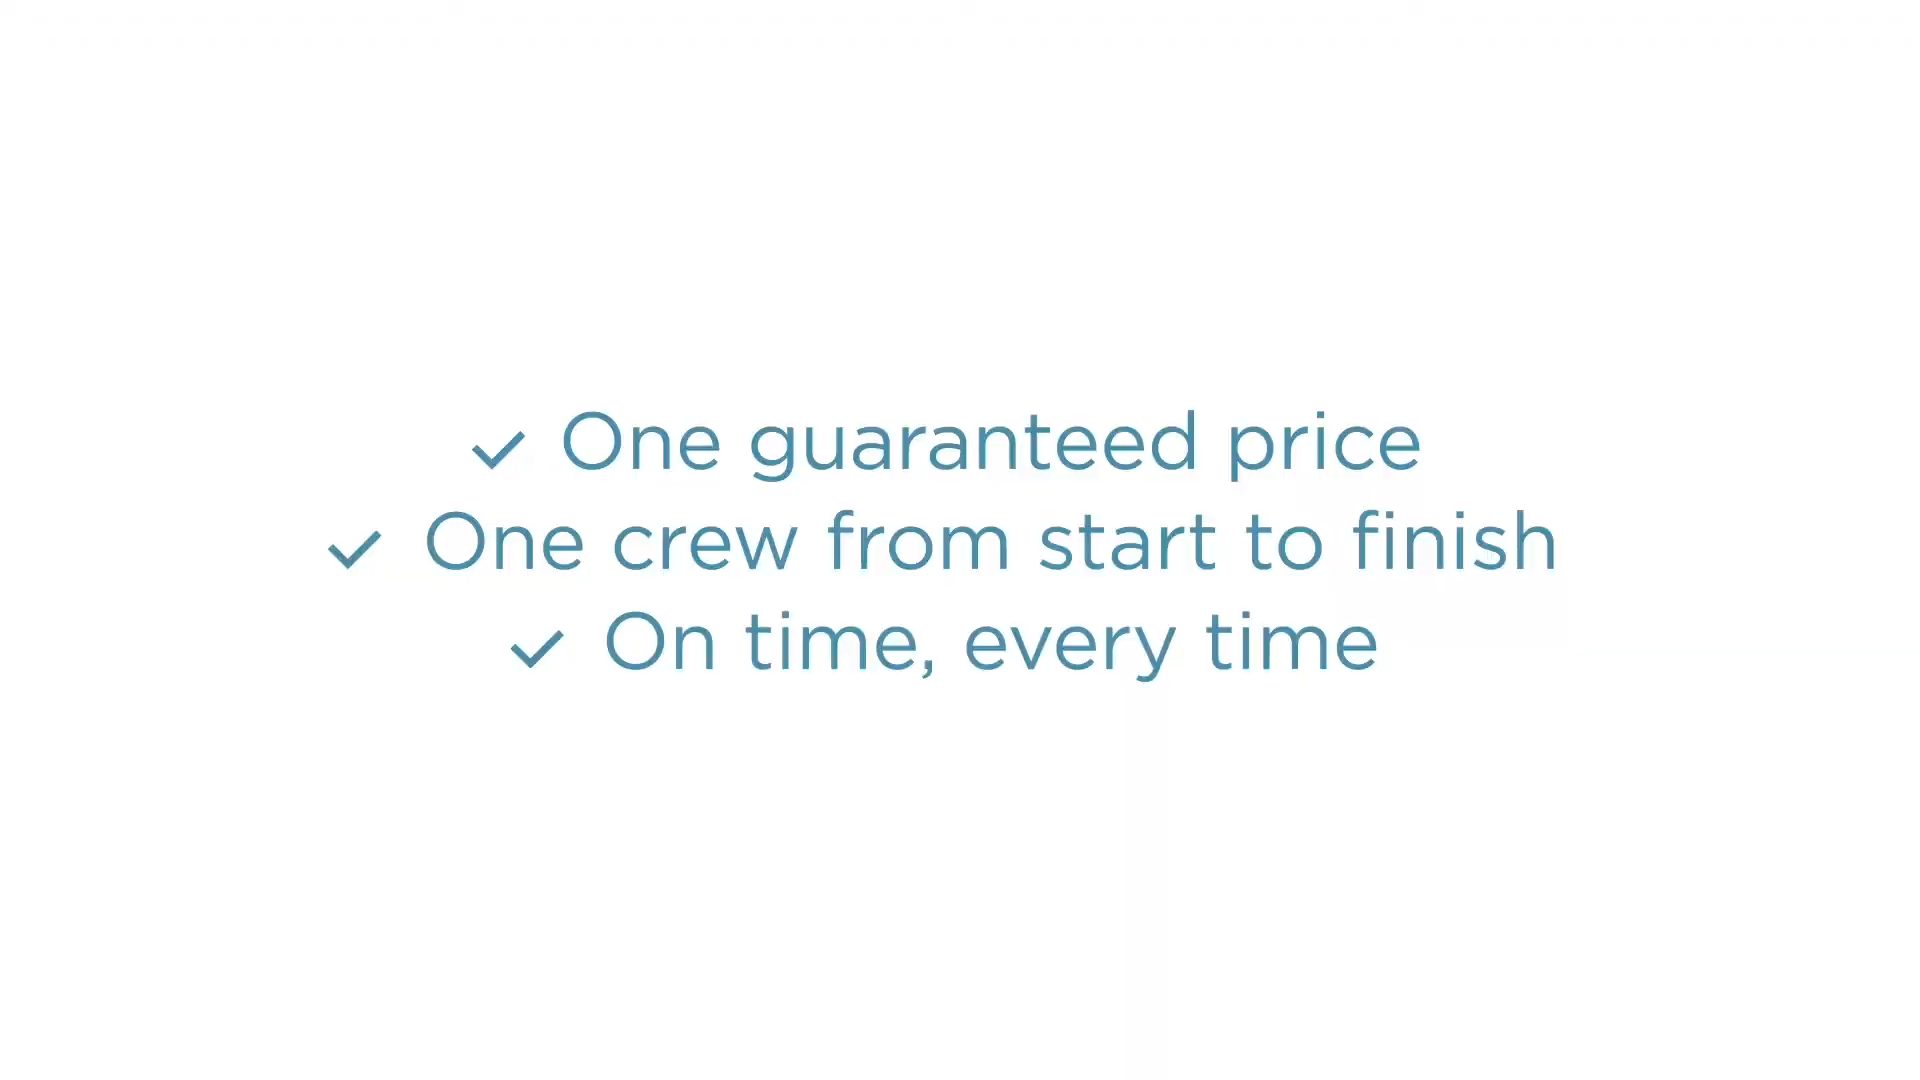 ✓ One guaranteed price
✓ One crew from start to finish
✓ On time, every time